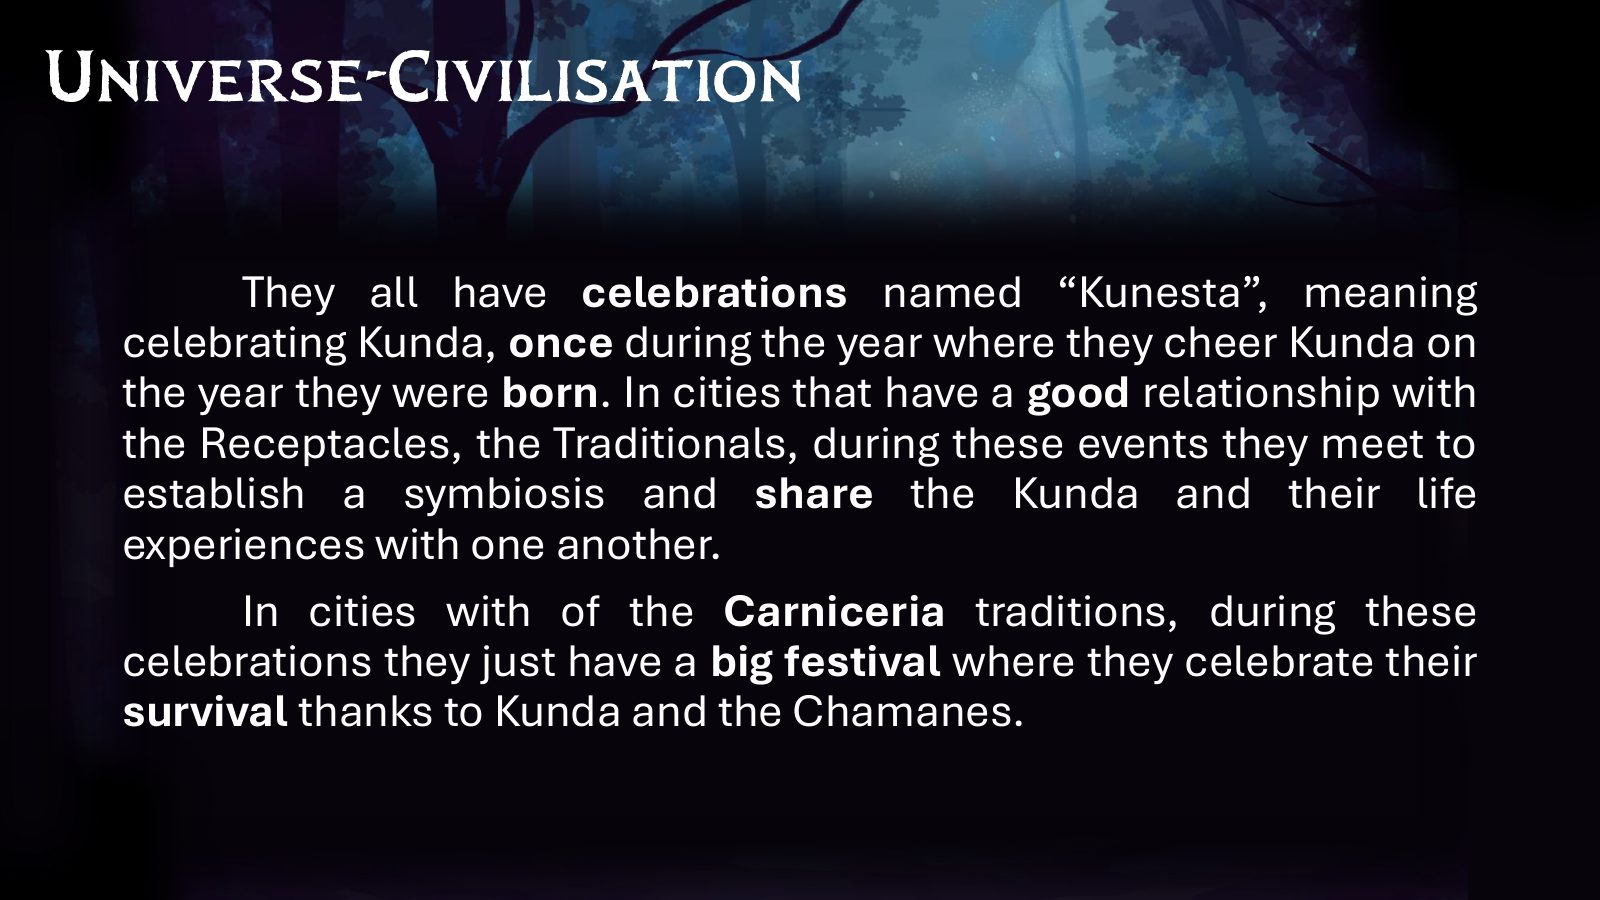 Universe-Civilisation
They all have celebrations named “Kunesta”, meaning
celebrating Kunda, once during the year where they cheer Kunda on
the year they were born. In cities that have a good relationship with
the Receptacles, the Traditionals, during these events they meet to
establish a symbiosis and share the Kunda and their life
experiences with one another.
In cities with of the Carniceria traditions, during these
celebrations they just have a big festival where they celebrate their
survival thanks to Kunda and the Chamanes.